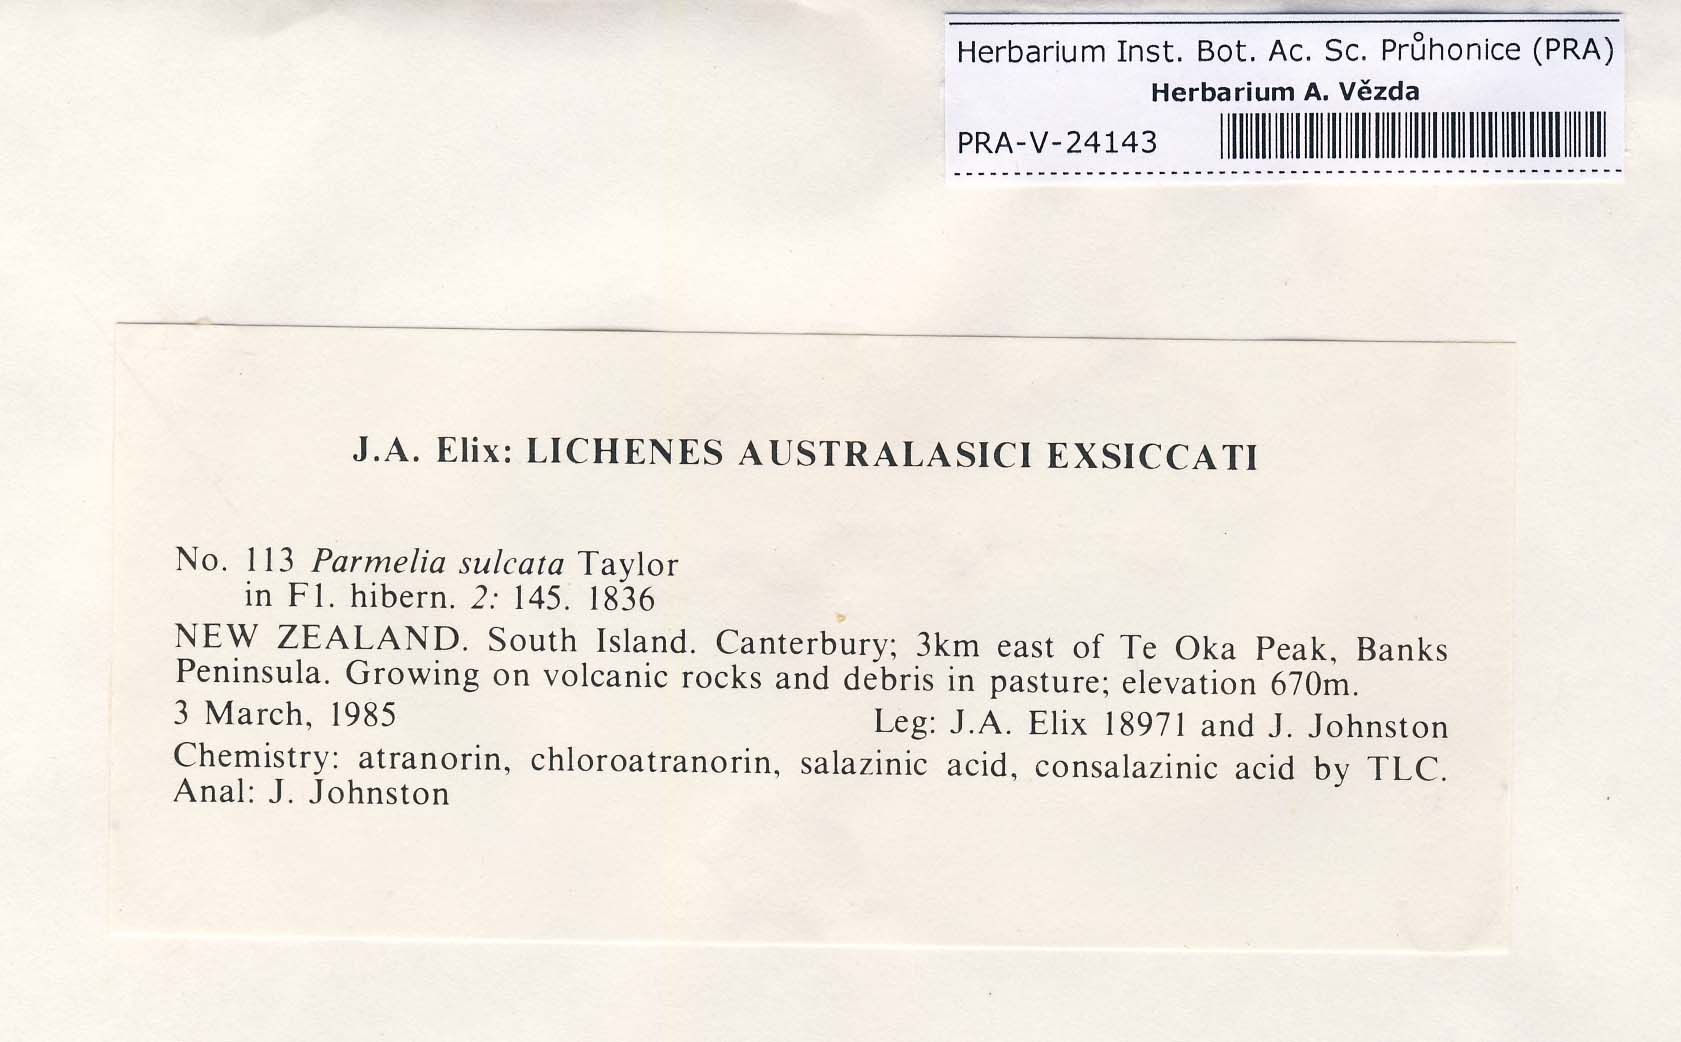 Herbarium Inst. Bot. Ac. Sc. Průhonice (PRA)
Herbarium A. Vězda
PRA-V-24143
J.A. Elix: LICHENES AUSTRALASICI EXSICCATI
No. 113 Parmelia sulcata Taylor
in Fl. hibern. 2: 145. 1836
NEW ZEALAND. South Island. Canterbury; 3km east of Te Oka Peak, Banks
Peninsula. Growing on volcanic rocks and debris in pasture; elevation 670m.
3 March, 1985 Leg: J.A. Elix 18971 and J. Johnston
Chemistry: atranorin, chloroatranorin, salazinic acid, consalazinic acid by TLC.
Anal: J. Johnston